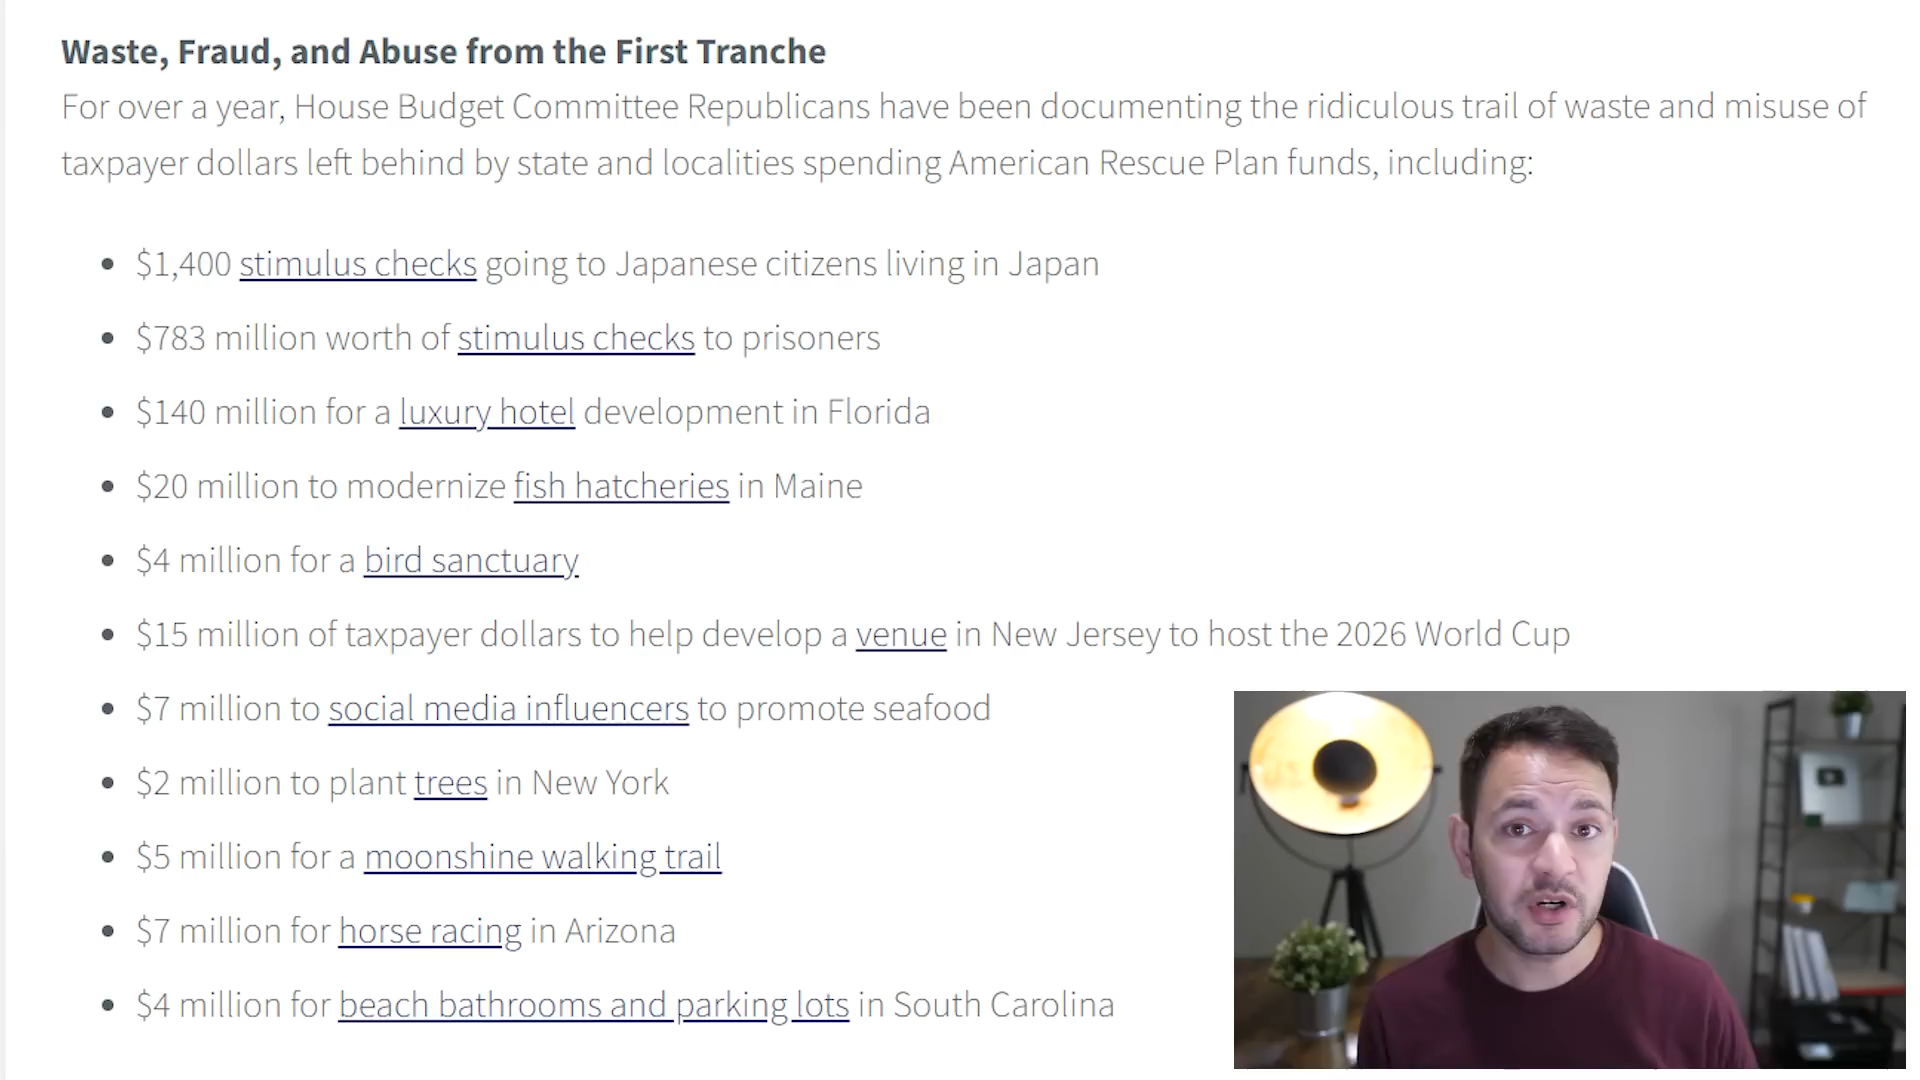 Waste, Fraud, and Abuse from the First Tranche
For over a year, House Budget Committee Republicans have been documenting the ridiculous trail of waste and misuse of
taxpayer dollars left behind by state and localities spending American Rescue Plan funds, including:
• $1,400 stimulus checks going to Japanese citizens living in Japan
• $783 million worth of stimulus checks to prisoners
• $140 million for a luxury hotel development in Florida
• $20 million to modernize fish hatcheries in Maine
• $4 million for a bird sanctuary
• $15 million of taxpayer dollars to help develop a venue in New Jersey to host the 2026 World Cup
• $7 million to social media influencers to promote seafood
• $2 million to plant trees in New York
• $5 million for a moonshine walking trail
• $7 million for horse racing in Arizona
• $4 million for beach bathrooms and parking lots in South Carolina